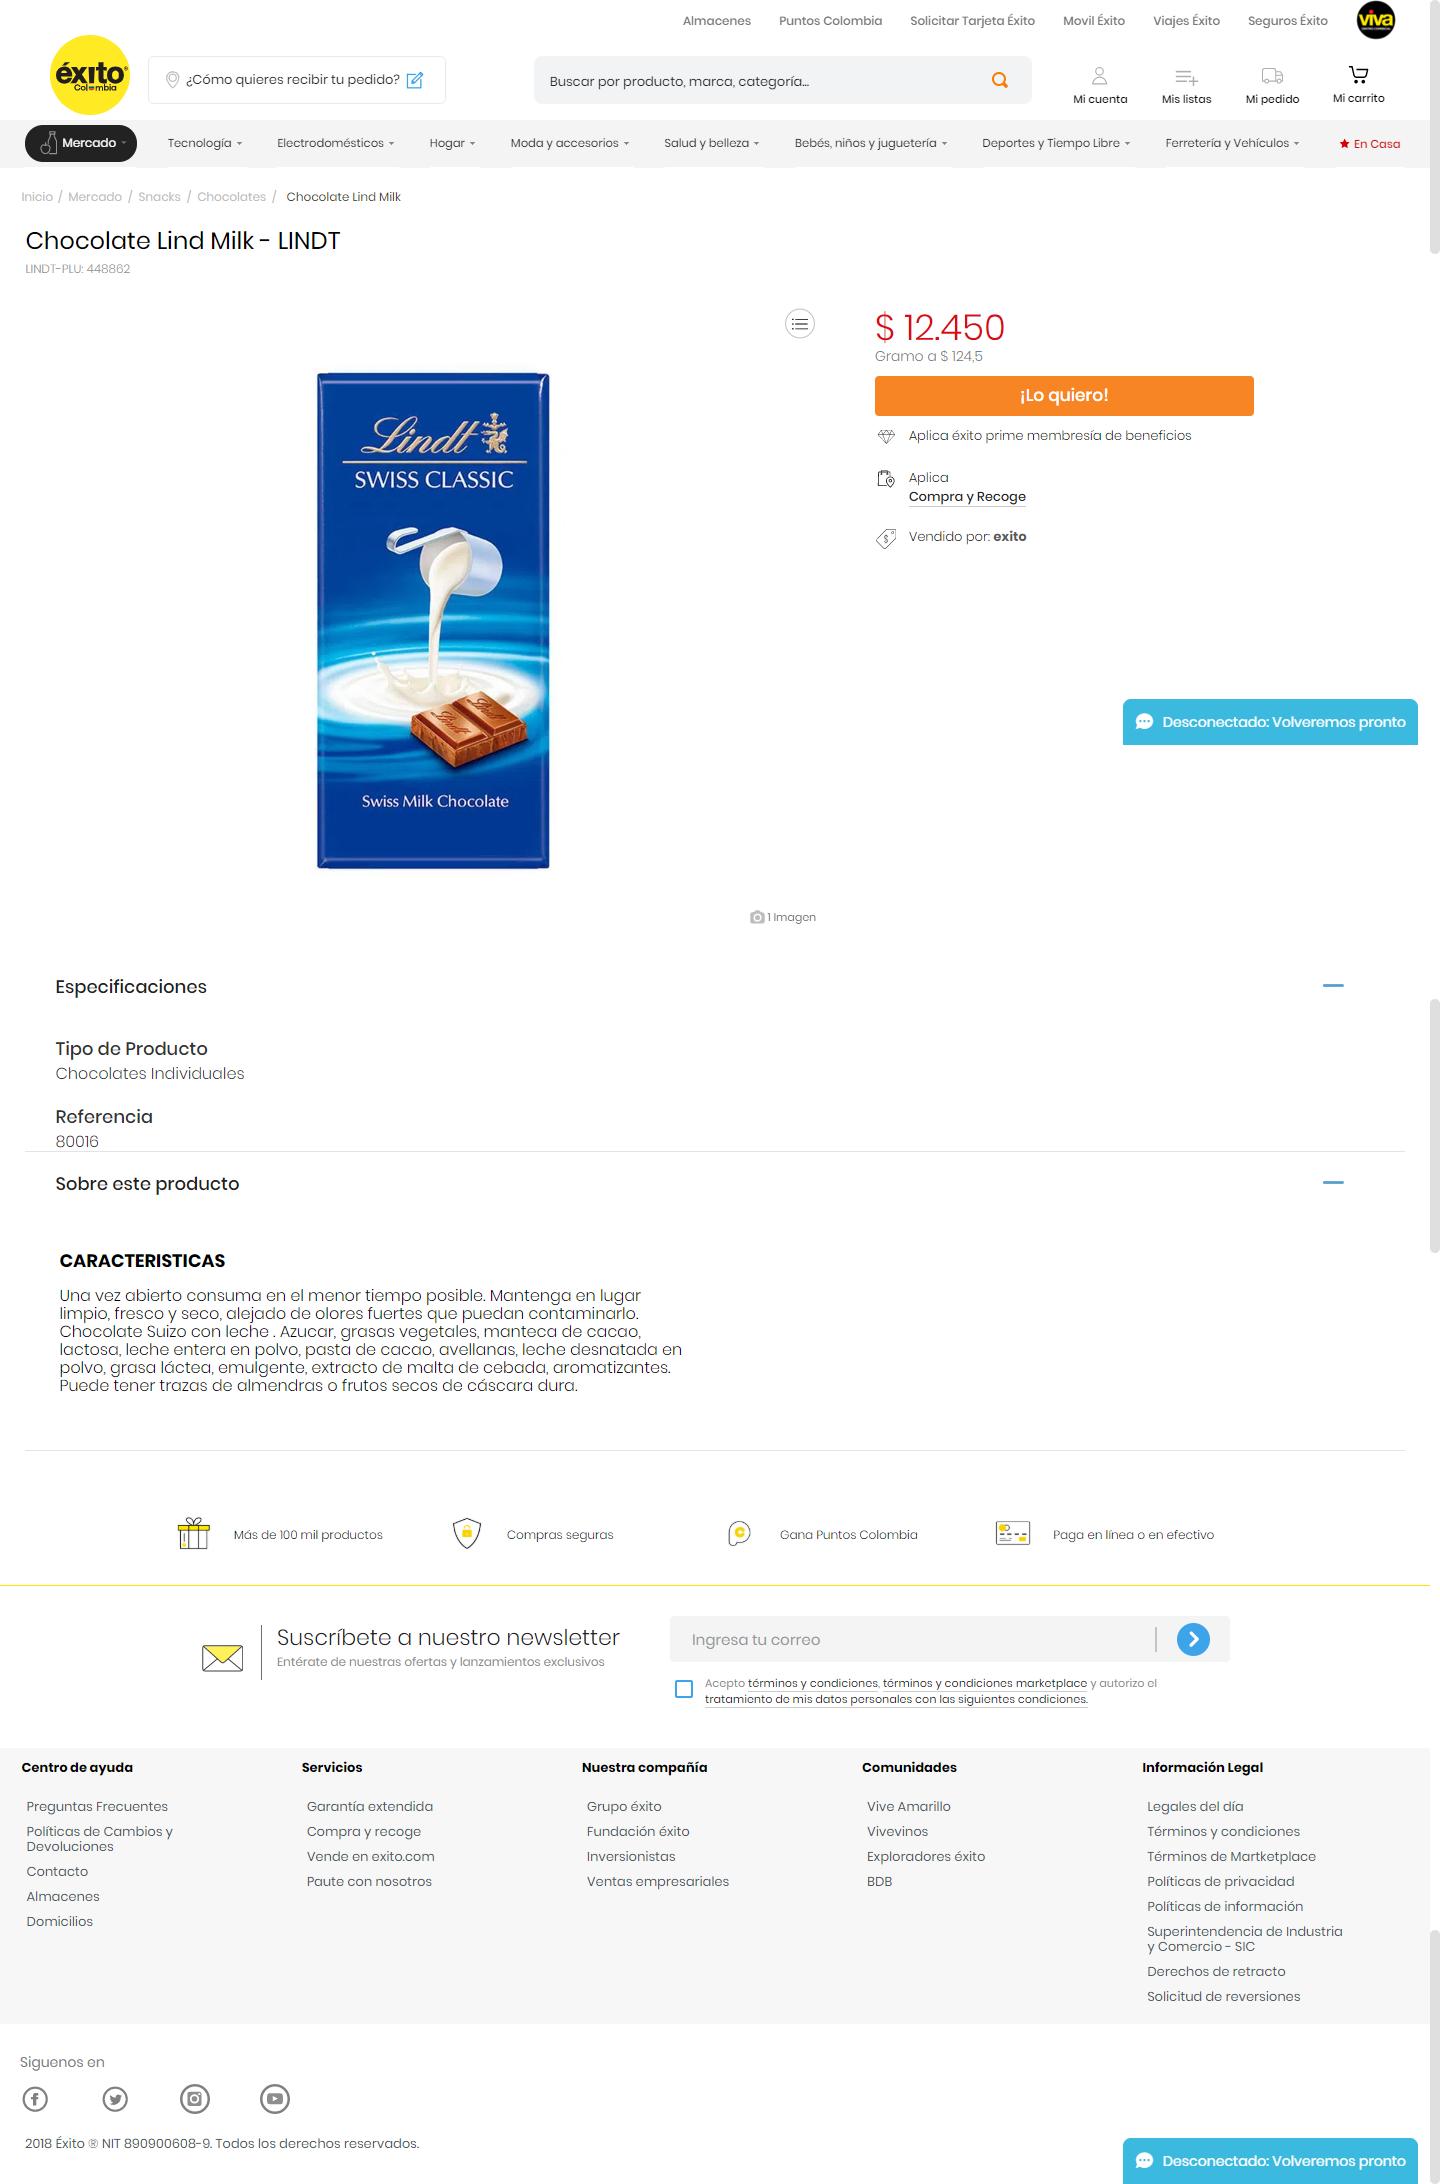 Almacenes Puntos Colombia Solicitar Tarjeta Éxito Movil Éxito Viajes Éxito Seguros Éxito viva
éxito
Colombia
¿Cómo quieres recibir tu pedido?
Buscar por producto, marca, categoría...
Mi cuenta Mis listas Mi pedido Mi carrito
Mercado Tecnología Electrodomésticos Hogar Moda y accesorios Salud y belleza Bebés, niños y juguetería Deportes y Tiempo Libre Ferretería y Vehículos En Casa
Inicio / Mercado / Snacks / Chocolates / Chocolate Lind Milk
Chocolate Lind Milk - LINDT
LINDT-PLU: 448862
$ 12.450
Gramo a $ 124,5
¡Lo quiero!
Aplica éxito prime membresía de beneficios
Aplica
Compra y Recoge
Vendido por: exito
Lindt
SWISS CLASSIC
Lindt
Lindt
Swiss Milk Chocolate
Desconectado: Volveremos pronto
1 Imagen
Especificaciones
Tipo de Producto
Chocolates Individuales
Referencia
80016
Sobre este producto
CARACTERISTICAS
Una vez abierto consuma en el menor tiempo posible. Mantenga en lugar
limpio, fresco y seco, alejado de olores fuertes que puedan contaminarlo.
Chocolate Suizo con leche . Azucar, grasas vegetales, manteca de cacao,
lactosa, leche entera en polvo, pasta de cacao, avellanas, leche desnatada en
polvo, grasa láctea, emulgente, extracto de malta de cebada, aromatizantes.
Puede tener trazas de almendras o frutos secos de cáscara dura.
Más de 100 mil productos Compras seguras Gana Puntos Colombia Paga en línea o en efectivo
Suscríbete a nuestro newsletter
Entérate de nuestras ofertas y lanzamientos exclusivos
Ingresa tu correo
Acepto términos y condiciones, términos y condiciones marketplace y autorizo el
tratamiento de mis datos personales con las siguientes condiciones.
Centro de ayuda
Preguntas Frecuentes
Políticas de Cambios y
Devoluciones
Contacto
Almacenes
Domicilios
Servicios
Garantía extendida
Compra y recoge
Vende en exito.com
Paute con nosotros
Nuestra compañía
Grupo éxito
Fundación éxito
Inversionistas
Ventas empresariales
Comunidades
Vive Amarillo
Vivevinos
Exploradores éxito
BDB
Información Legal
Legales del día
Términos y condiciones
Términos de Martketplace
Políticas de privacidad
Políticas de información
Superintendencia de Industria
y Comercio - SIC
Derechos de retracto
Solicitud de reversiones
Siguenos en
2018 Éxito ® NIT 890900608-9. Todos los derechos reservados.
Desconectado: Volveremos pronto